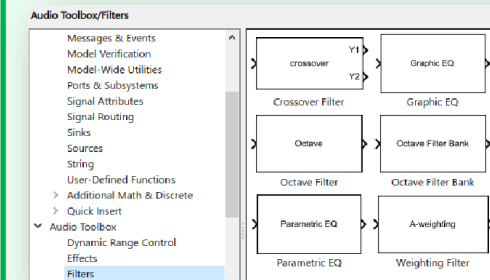 Audio Toolbox/Filters
Messages & Events
Model Verification
Model-Wide Utilities
Ports & Subsystems
Signal Attributes
Signal Routing
Sinks
Sources
String
User-Defined Functions
Additional Math & Discrete
Quick Insert
Audio Toolbox
Dynamic Range Control
Effects
Filters
crossover
Y1
Y2
Crossover Filter
Graphic EQ
Graphic EQ
Octave
Octave Filter
Octave Filter Bank
Octave Filter Bank
Parametric EQ
Parametric EQ
A-weighting
Weighting Filter